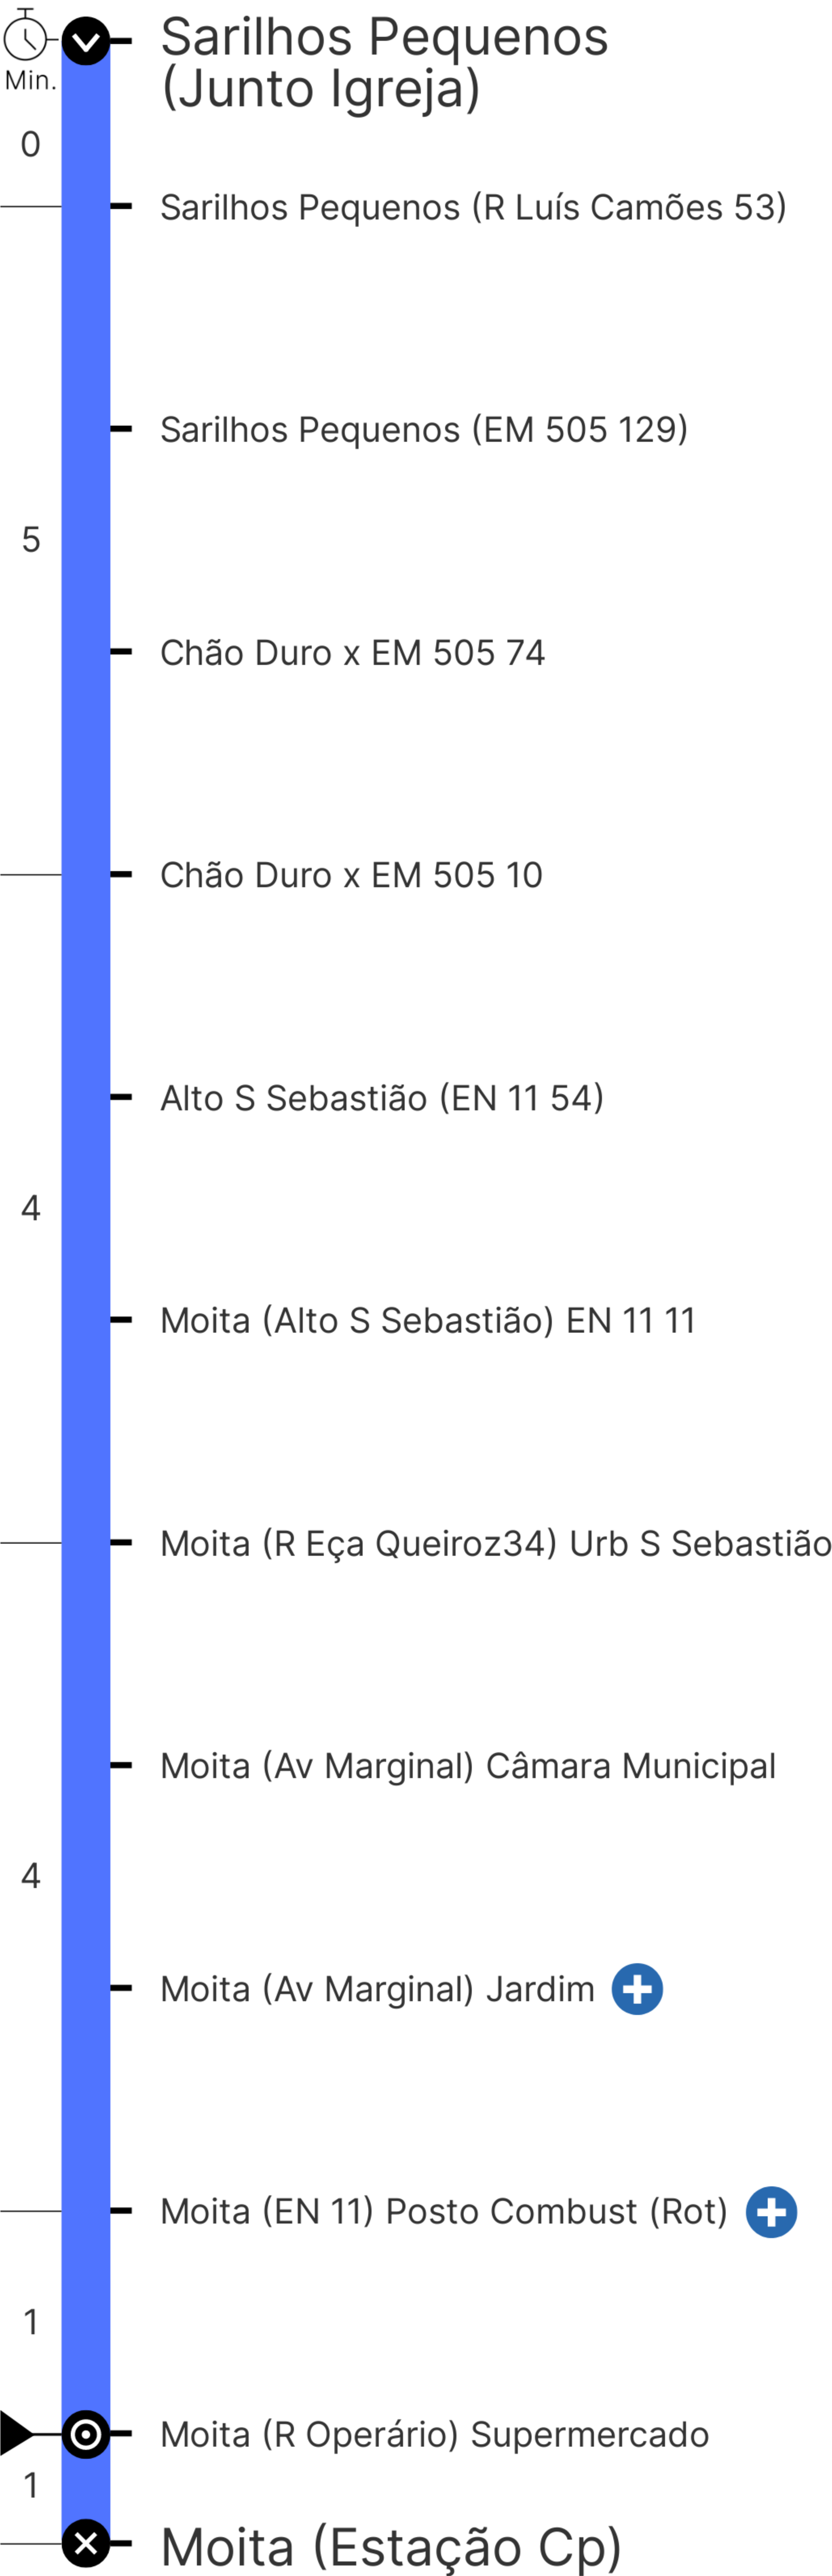 Sarilhos Pequenos
(Junto Igreja)
Min.
0
Sarilhos Pequenos (R Luís Camões 53)
Sarilhos Pequenos (EM 505 129)
5
Chão Duro x EM 505 74
Chão Duro x EM 505 10
Alto S Sebastião (EN 11 54)
4
Moita (Alto S Sebastião) EN 11 11
Moita (R Eça Queiroz34) Urb S Sebastião
Moita (Av Marginal) Câmara Municipal
4
Moita (Av Marginal) Jardim
Moita (EN 11) Posto Combust (Rot)
1
Moita (R Operário) Supermercado
1
Moita (Estação Cp)